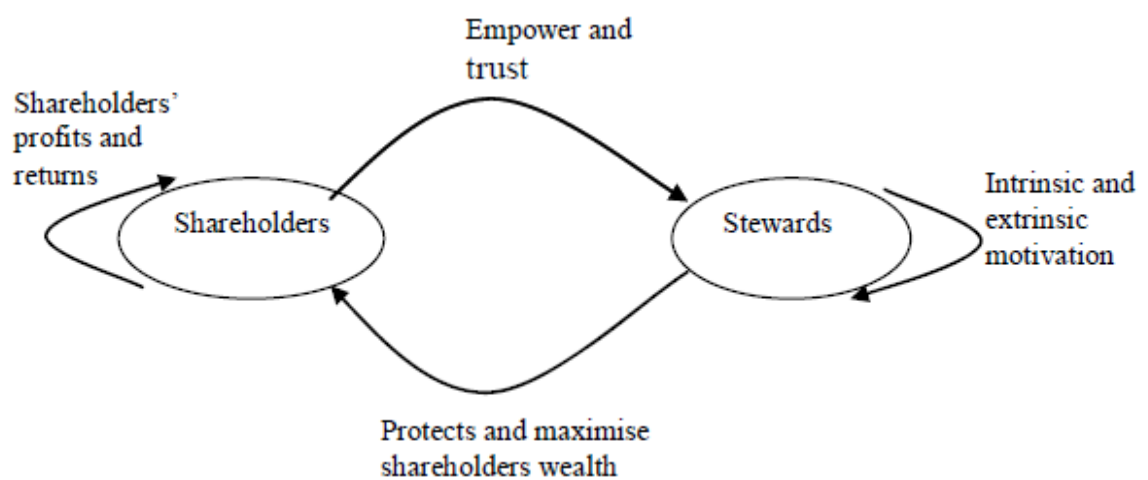 Empower and
trust
Shareholders’
profits and
returns
Shareholders
Stewards
Intrinsic and
extrinsic
motivation
Protects and maximise
shareholders wealth